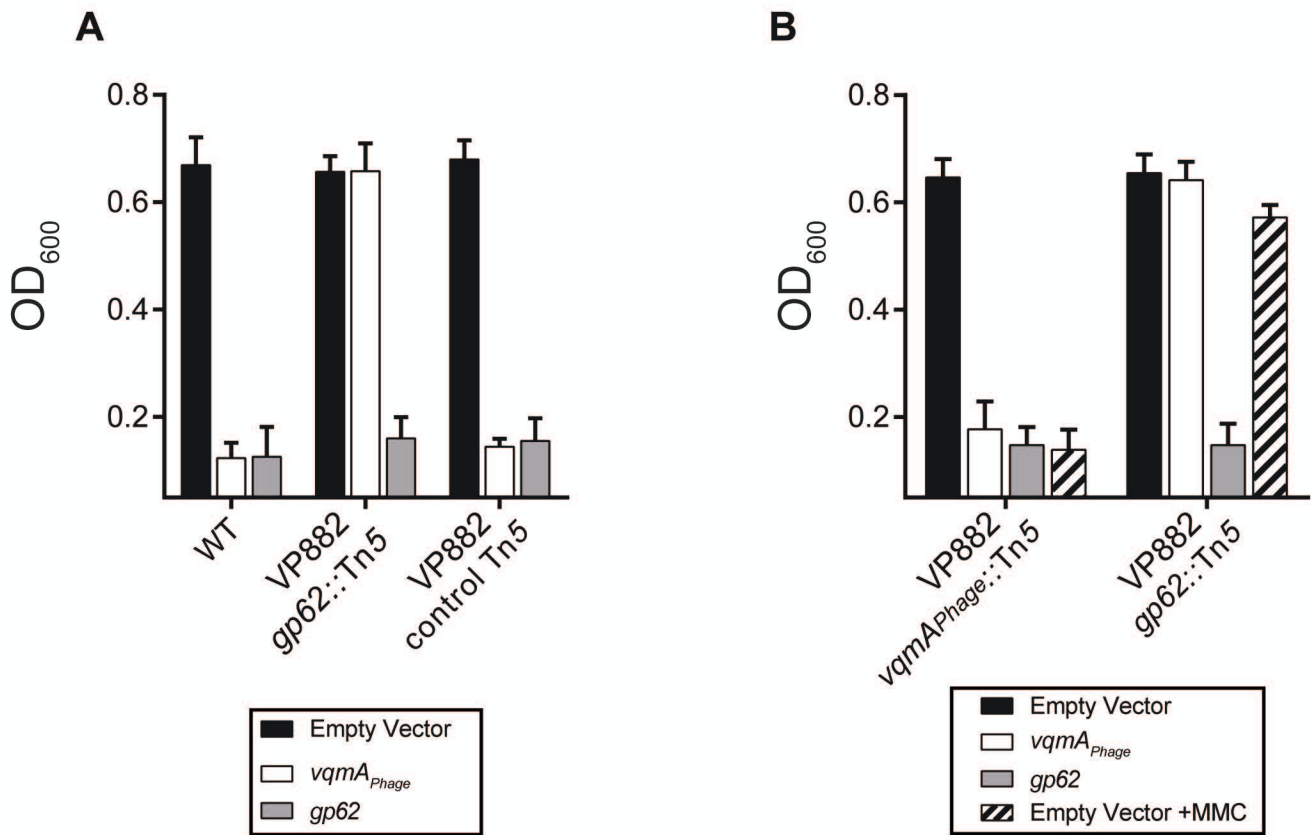 A
0.8
0.6
0.4
0.2
OD600
WT
VP882
gp62::Tn5
VP882
control Tn5
Empty Vector
vqmAPhage
gp62
B
0.8
0.6
0.4
0.2
OD600
VP882
vqmAPhage::Tn5
VP882
gp62::Tn5
Empty Vector
vqmAPhage
gp62
Empty Vector +MMC